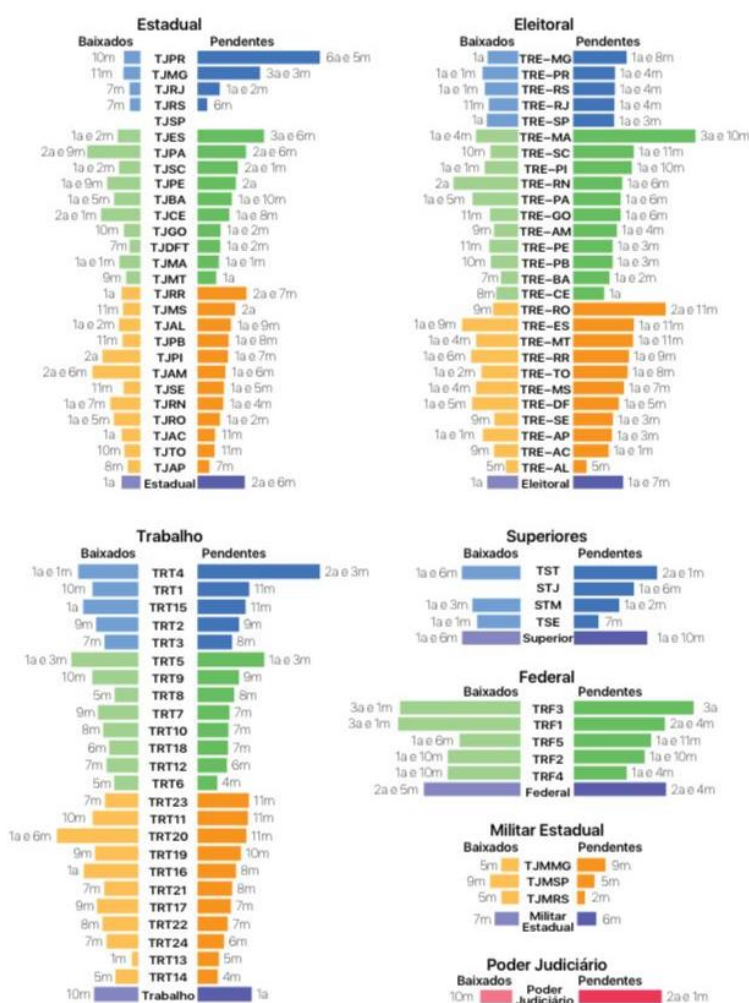 Estadual
Baixados Pendentes
10m TJPR 6a e 5m
11m TJMG 3a e 3m
7m TJRJ 1a e 2m
7m TJRS 6m
TJSP
1a e 2m TJES 3a e 6m
2a e 9m TJPA 2a e 6m
1a e 2m TJSC 2a e 1m
1a e 9m TJPE 2a
1a e 5m TJBA 1a e 10m
2a e 1m TJCE 1a e 8m
10m TJGO 1a e 2m
7m TJDFT 1a e 2m
1a e 1m TJMA 1a e 1m
9m TJMT 1a
1a TJRR 2a e 7m
11m TJMS 2a
1a e 2m TJAL 1a e 9m
11m TJPB 1a e 8m
2a TJPI 1a e 7m
2a e 6m TJAM 1a e 6m
11m TJSE 1a e 5m
1a e 7m TJRN 1a e 4m
1a e 5m TJRO 1a e 2m
1a TJAC 11m
10m TJTO 11m
8m TJAP 7m
1a Estadual 2a e 6m
Eleitoral
Baixados Pendentes
1a TRE-MG 1a e 8m
1a e 1m TRE-PR 1a e 4m
1a e 1m TRE-RS 1a e 4m
11m TRE-RJ 1a e 4m
1a TRE-SP 1a e 3m
1a e 4m TRE-MA 3a e 10m
10m TRE-SC 1a e 11m
1a e 1m TRE-PI 1a e 10m
2a TRE-RN 1a e 6m
1a e 5m TRE-PA 1a e 6m
11m TRE-GO 1a e 6m
9m TRE-AM 1a e 4m
11m TRE-PE 1a e 3m
10m TRE-PB 1a e 3m
7m TRE-BA 1a e 2m
8m TRE-CE 1a
9m TRE-RO 2a e 11m
1a e 9m TRE-ES 1a e 11m
1a e 4m TRE-MT 1a e 11m
1a e 6m TRE-RR 1a e 9m
1a e 2m TRE-TO 1a e 8m
1a e 4m TRE-MS 1a e 7m
1a e 5m TRE-DF 1a e 5m
9m TRE-SE 1a e 3m
1a e 1m TRE-AP 1a e 3m
9m TRE-AC 1a e 1m
5m TRE-AL 5m
1a Eleitoral 1a e 7m
Trabalho
Baixados Pendentes
1a e 1m TRT4 2a e 3m
10m TRT1 11m
1a TRT15 11m
9m TRT2 9m
7m TRT3 8m
1a e 3m TRT5 1a e 3m
10m TRT9 9m
5m TRT8 8m
9m TRT7 7m
8m TRT10 7m
6m TRT18 7m
7m TRT12 6m
5m TRT6 4m
7m TRT23 11m
10m TRT11 11m
1a e 6m TRT20 11m
9m TRT19 10m
1a TRT16 8m
7m TRT21 8m
9m TRT17 7m
8m TRT22 7m
7m TRT24 6m
1m TRT13 5m
5m TRT14 4m
10m Trabalho 1a
Superiores
Baixados Pendentes
1a e 6m TST 2a e 1m
STJ 1a e 6m
1a e 3m STM 1a e 2m
1a e 1m TSE 7m
1a e 6m Superior 1a e 10m
Federal
Baixados Pendentes
3a e 1m TRF3 3a
3a e 1m TRF1 2a e 4m
1a e 6m TRF5 1a e 11m
1a e 10m TRF2 1a e 10m
1a e 10m TRF4 1a e 4m
2a e 5m Federal 2a e 4m
Militar Estadual
Baixados Pendentes
5m TJMMG 9m
9m TJMSP 5m
5m TJMRS 2m
7m Militar 6m
Estadual
Poder Judiciário
Baixados Pendentes
10m Poder 2a e 1m
Judiciário